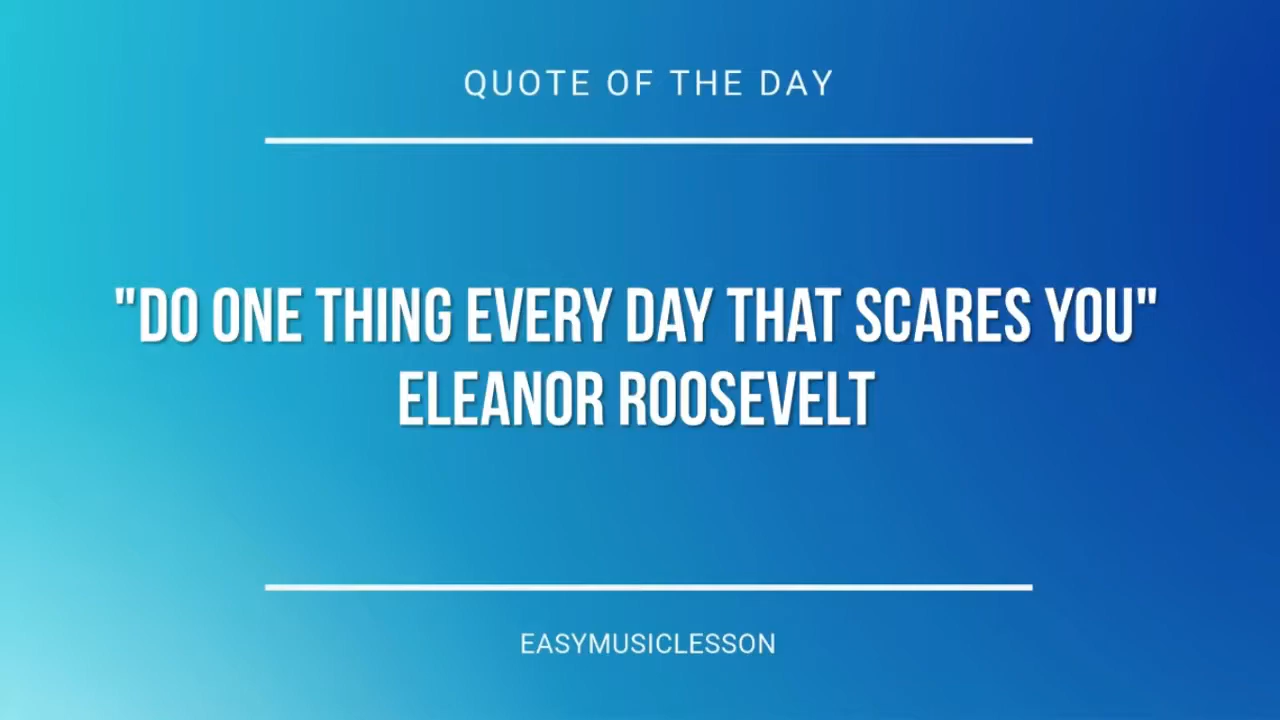 QUOTE OF THE DAY
"DO ONE THING EVERY DAY THAT SCARES YOU"
ELEANOR ROOSEVELT
EASYMUSICLESSON